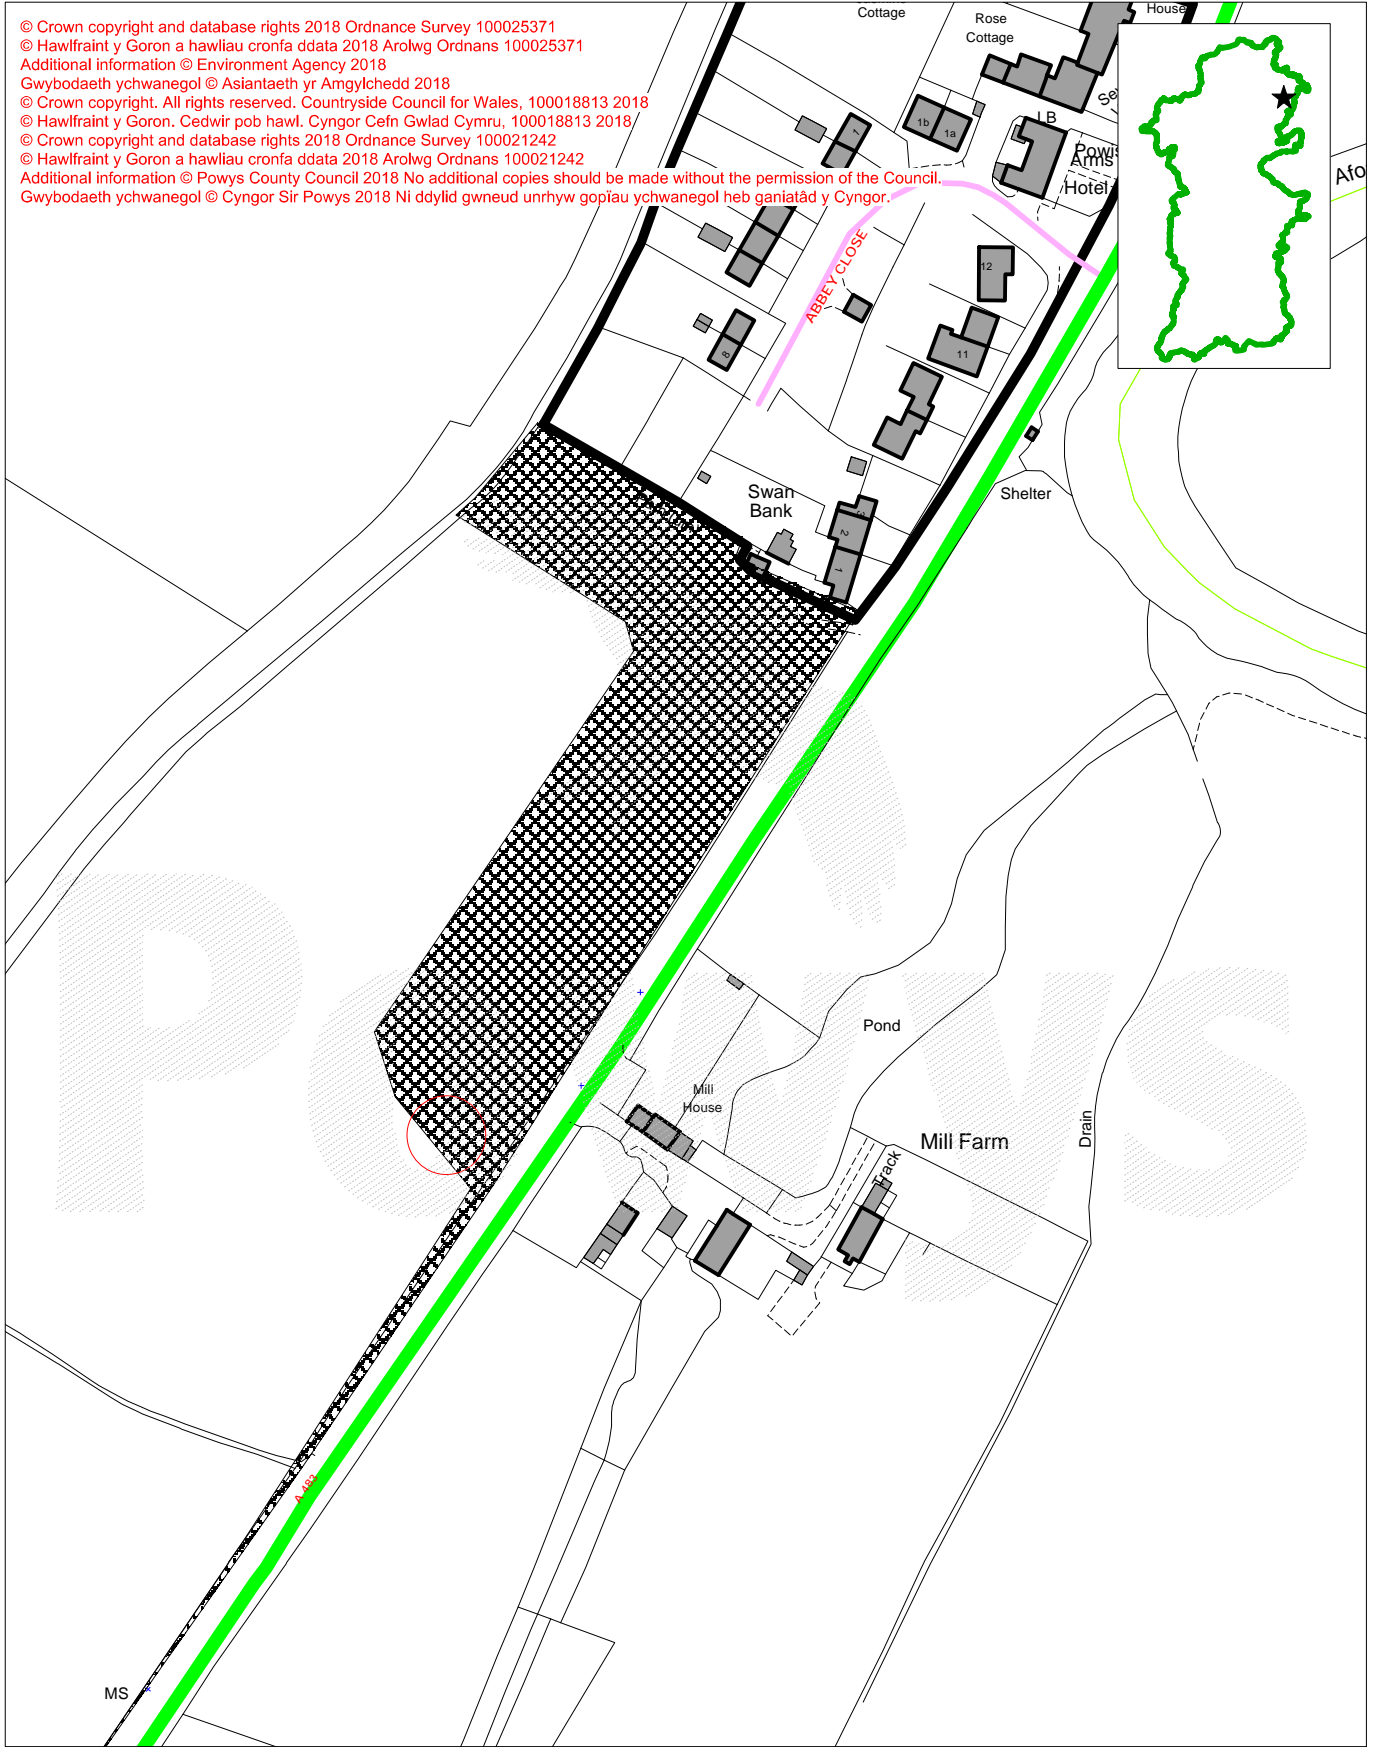 © Crown copyright and database rights 2018 Ordnance Survey 100025371
© Hawlfraint y Goron a hawliau cronfa ddata 2018 Arolwg Ordnans 100025371
Additional information © Environment Agency 2018
Gwybodaeth ychwanegol © Asiantaeth yr Amgylchedd 2018
© Crown copyright. All rights reserved. Countryside Council for Wales, 100018813 2018
© Hawlfraint y Goron. Cedwir pob hawl. Cyngor Cefn Gwlad Cymru, 100018813 2018
© Crown copyright and database rights 2018 Ordnance Survey 100021242
© Hawlfraint y Goron a hawliau cronfa ddata 2018 Arolwg Ordnans 100021242
Additional information © Powys County Council 2018 No additional copies should be made without the permission of the Council.
Gwybodaeth ychwanegol © Cyngor Sir Powys 2018 Ni ddylid gwneud unrhyw gopïau ychwanegol heb ganiatâd y Cyngor.
Cottage
Rose
Cottage
House
1b
1a
7
LB
Powis
Arms
Hotel
Afo
ABBEY CLOSE
12
11
8
Swan
Bank
3
2
1
Shelter
Pond
Mill
House
Mill Farm
Track
Drain
A 483
MS
Powys